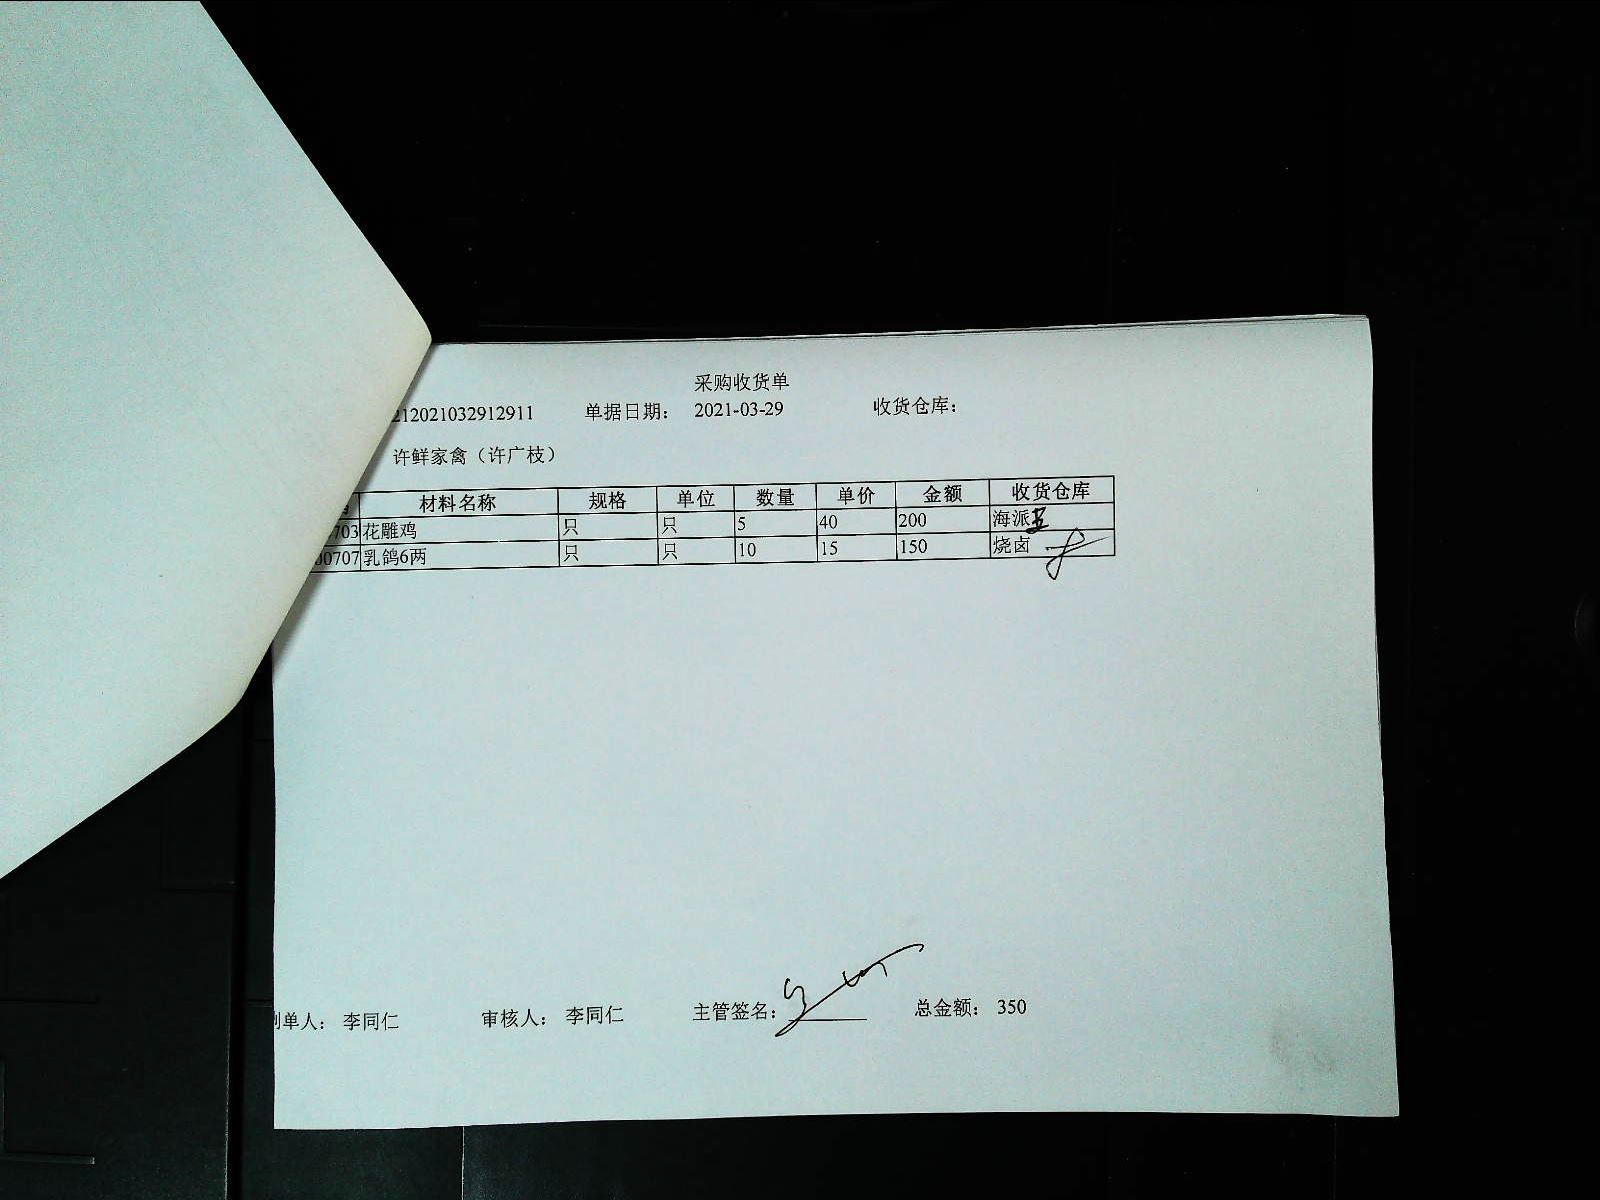 采购收货单
212021032912911 单据日期： 2021-03-29 收货仓库：
许鲜家禽（许广枝）
材料名称 规格 单位 数量 单价 金额 收货仓库
703 花雕鸡 只 只 5 40 200 海派
00707 乳鸽6两 只 只 10 15 150 烧卤
制单人： 李同仁 审核人： 李同仁 主管签名： 总金额： 350